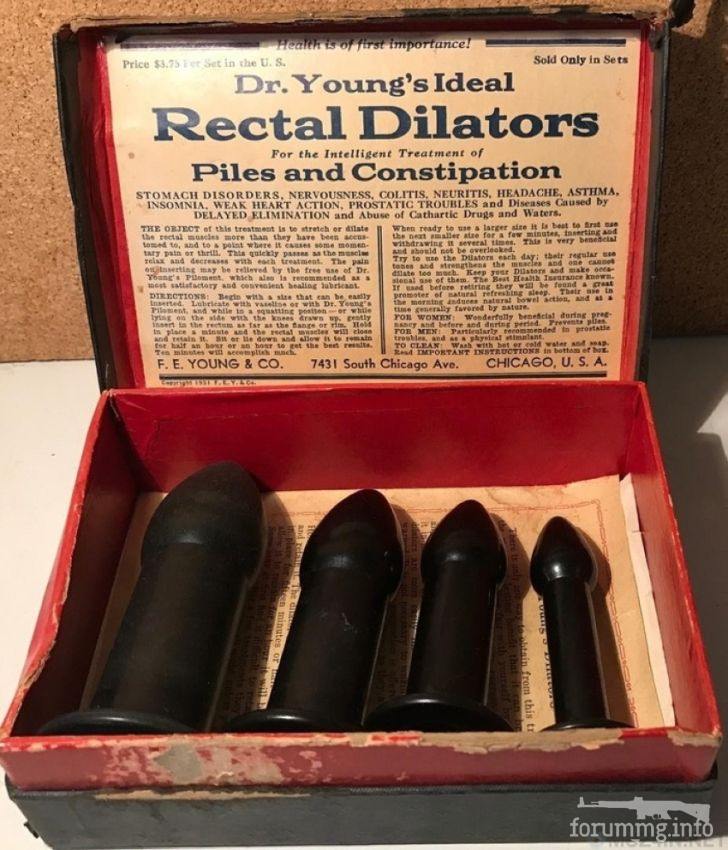 Health is of first importance!
Price $3.75 Per Set in the U. S.
Sold Only in Sets
Dr. Young's Ideal
Rectal Dilators
For the Intelligent Treatment of
Piles and Constipation
STOMACH DISORDERS, NERVOUSNESS, COLITIS, NEURITIS, HEADACHE, ASTHMA,
INSOMNIA, WEAK HEART ACTION, PROSTATIC TROUBLES and Diseases Caused by
DELAYED ELIMINATION and Abuse of Cathartic Drugs and Waters.
THE OBJECT of this treatment is to stretch or dilate
the rectal muscles more than they have been accus-
tomed to, and to a point where it causes some momen-
tary pain or thrill. This quickly passes as the muscles
relax and decreases with each treatment. The pain
on inserting may be relieved by the free use of Dr.
Young's Piloment, which also is recommended as a
most satisfactory and convenient healing lubricant.
DIRECTIONS: Begin with a size that can be easily
inserted. Lubricate with vaseline or with Dr. Young's
Piloment, and while in a squatting position—or while
lying on the side with the knees drawn up, gently
insert in the rectum as far as the flange or rim. Hold
in place a minute and the rectal muscles will close
and retain it. Sit or lie down and allow it to remain
for half an hour or an hour to get the best results.
Ten minutes will accomplish much.
When ready to use a larger size it is best to first use
the next smaller size for a few minutes, inserting and
withdrawing it several times. This is very beneficial
and should not be overlooked.
Try to use the Dilators each day; their regular use
tones and strengthens the muscles and one cannot
dilate too much. Keep your Dilators and make occa-
sional use of them. The Best Health Insurance known.
If used before retiring they will be found a great
promoter of natural refreshing sleep. Their use in
the morning induces natural bowel action, and at a
time generally favored by nature.
FOR WOMEN: Wonderfully beneficial during preg-
nancy and before and during period. Prevents piles.
FOR MEN: Particularly recommended in prostatic
troubles, and as a physical stimulant.
TO CLEAN: Wash with hot or cold water and soap.
Read IMPORTANT INSTRUCTIONS in bottom of box.
F. E. YOUNG & CO. 7431 South Chicago Ave. CHICAGO, U. S. A.
Copyright 1931 F. E. Y. & Co.
forummg.info